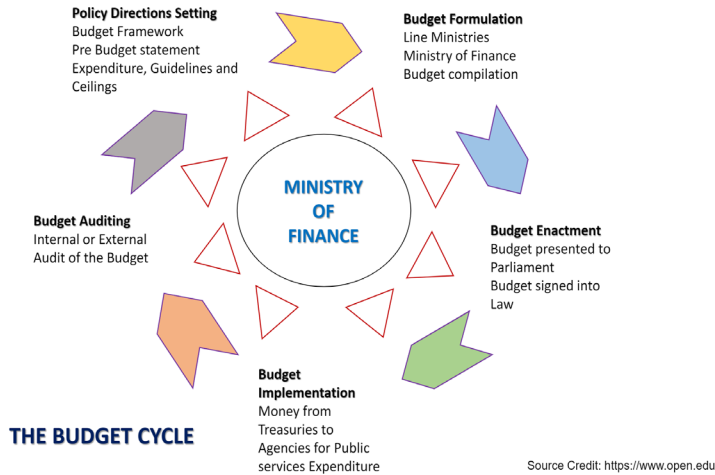 Policy Directions Setting
Budget Framework
Pre Budget statement
Expenditure, Guidelines and
Ceilings
Budget Formulation
Line Ministries
Ministry of Finance
Budget compilation
MINISTRY
OF
FINANCE
Budget Enactment
Budget presented to
Parliament
Budget signed into
Law
Budget Auditing
Internal or External
Audit of the Budget
Budget
Implementation
Money from
Treasuries to
Agencies for Public
services Expenditure
THE BUDGET CYCLE
Source Credit: https://www.open.edu